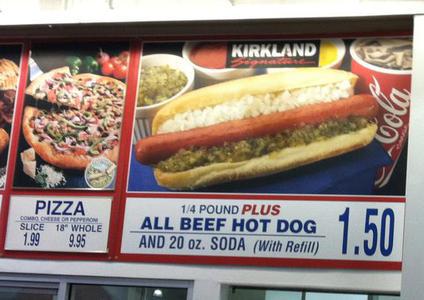 KIRKLAND
Signature
Cola
PIZZA
COMBO, CHEESE OR PEPPERONI
SLICE 18" WHOLE
1.99 9.95
1/4 POUND PLUS
ALL BEEF HOT DOG
AND 20 oz. SODA (With Refill)
1.50